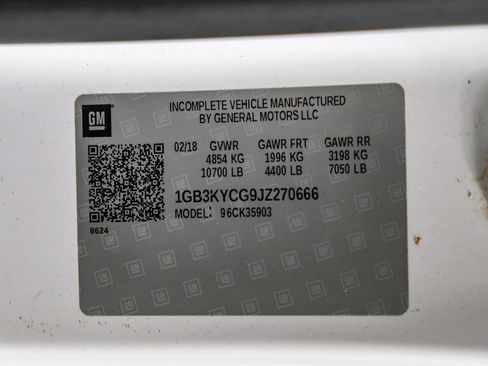 GM
INCOMPLETE VEHICLE MANUFACTURED
BY GENERAL MOTORS LLC
02/18 GVWR GAWR FRT GAWR RR
4854 KG 1996 KG 3198 KG
10700 LB 4400 LB 7050 LB
1GB3KYCG9JZ270666
MODEL: 96CK35903
8624